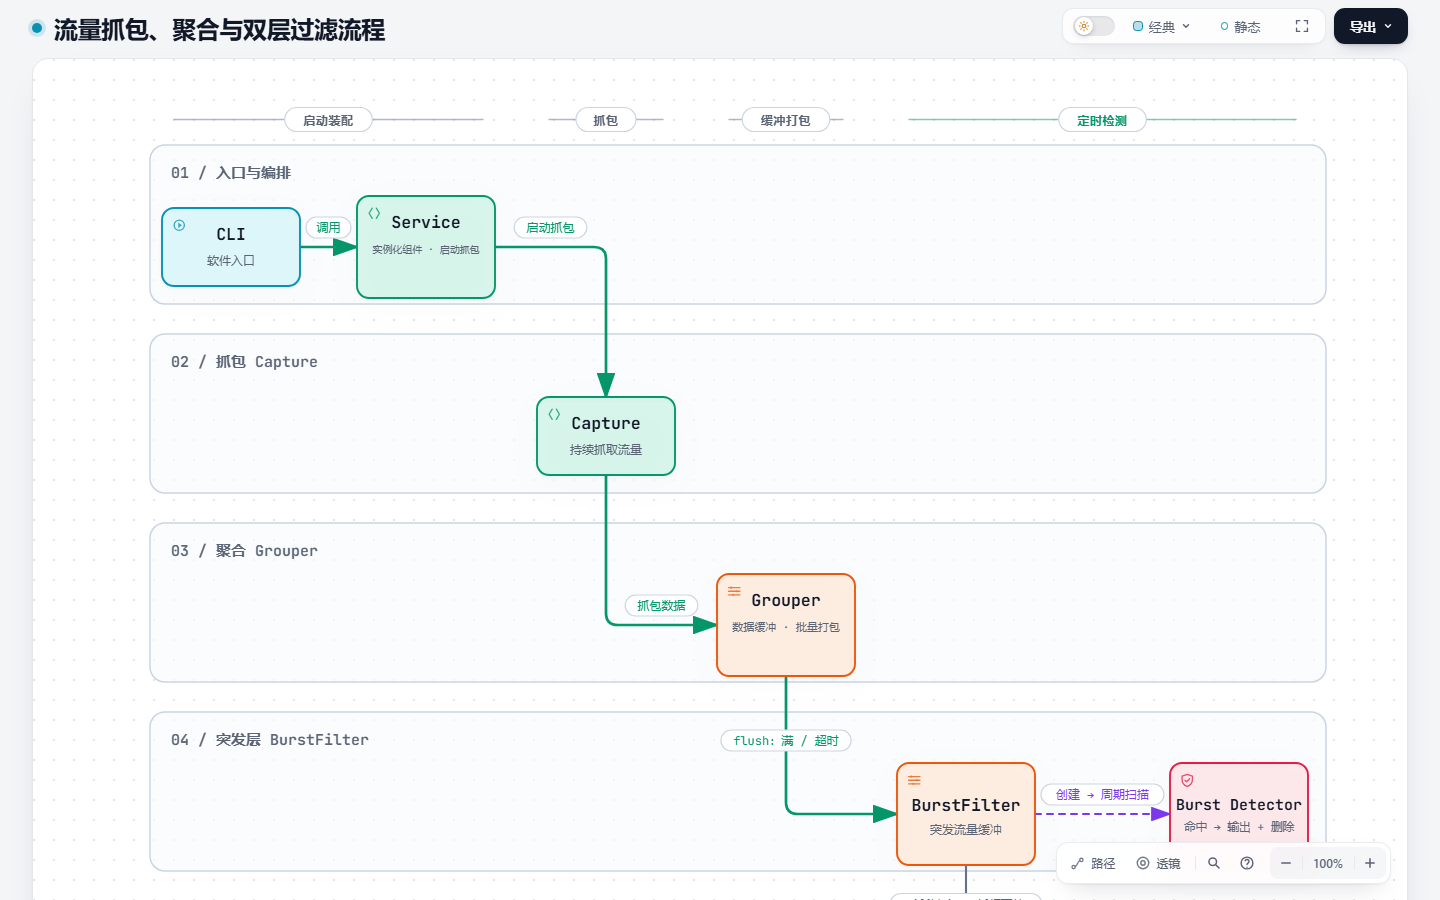 流量抓包、聚合与双层过滤流程
经典
静态
导出
启动装配
抓包
缓冲打包
定时检测
01 / 入口与编排
CLI
软件入口
调用
Service
实例化组件 · 启动抓包
启动抓包
02 / 抓包 Capture
Capture
持续抓取流量
03 / 聚合 Grouper
抓包数据
Grouper
数据缓冲 · 批量打包
04 / 突发层 BurstFilter
flush: 满 / 超时
BurstFilter
突发流量缓冲
创建 → 周期扫描
Burst Detector
命中 → 输出 + 删除
路径
透镜
100%